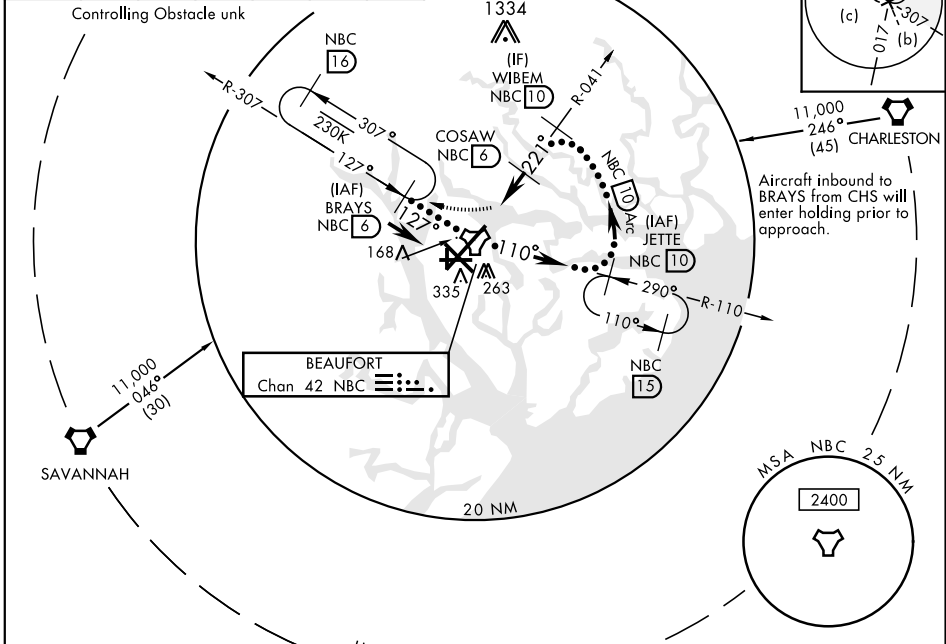 Controlling Obstacle unk
NBC
16
R-307
307°
230K
127°
(IAF)
BRAYS
NBC 6
127°
168
335
263
1334
(IF)
WIBEM
NBC 10
R-041
COSAW
NBC 6
221°
NBC 10 Arc
(IAF)
JETTE
NBC 10
110°
290°
R-110
110°
NBC
15
(c)
307
017
(b)
11,000
246°
(45)
CHARLESTON
Aircraft inbound to
BRAYS from CHS will
enter holding prior to
approach.
BEAUFORT
Chan 42 NBC
11,000
046°
(30)
SAVANNAH
20 NM
MSA NBC 25 NM
2400